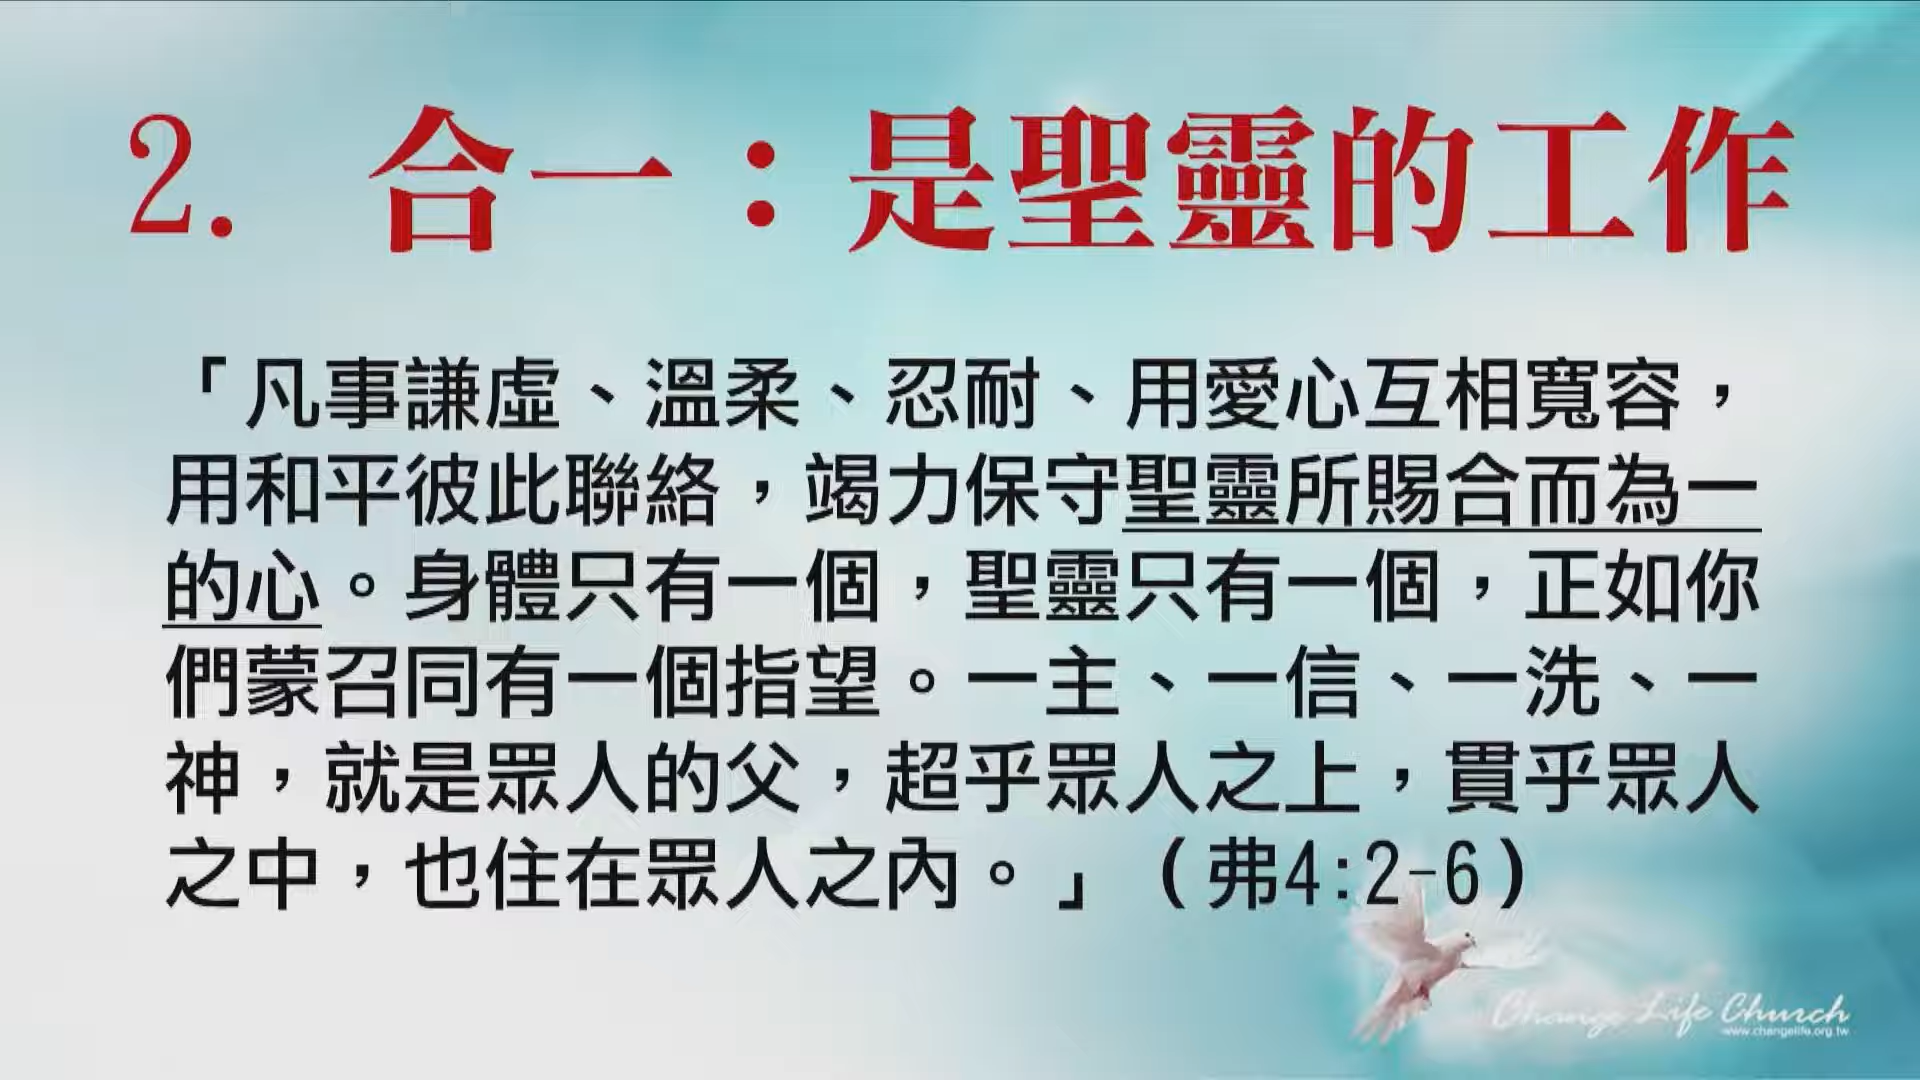 2. 合一：是聖靈的工作
「凡事謙虛、溫柔、忍耐、用愛心互相寬容，
用和平彼此聯絡，竭力保守聖靈所賜合而為一
的心。身體只有一個，聖靈只有一個，正如你
們蒙召同有一個指望。一主、一信、一洗、一
神，就是眾人的父，超乎眾人之上，貫乎眾人
之中，也住在眾人之內。」（弗4:2-6）
Change Life Church
www.changelife.org.tw